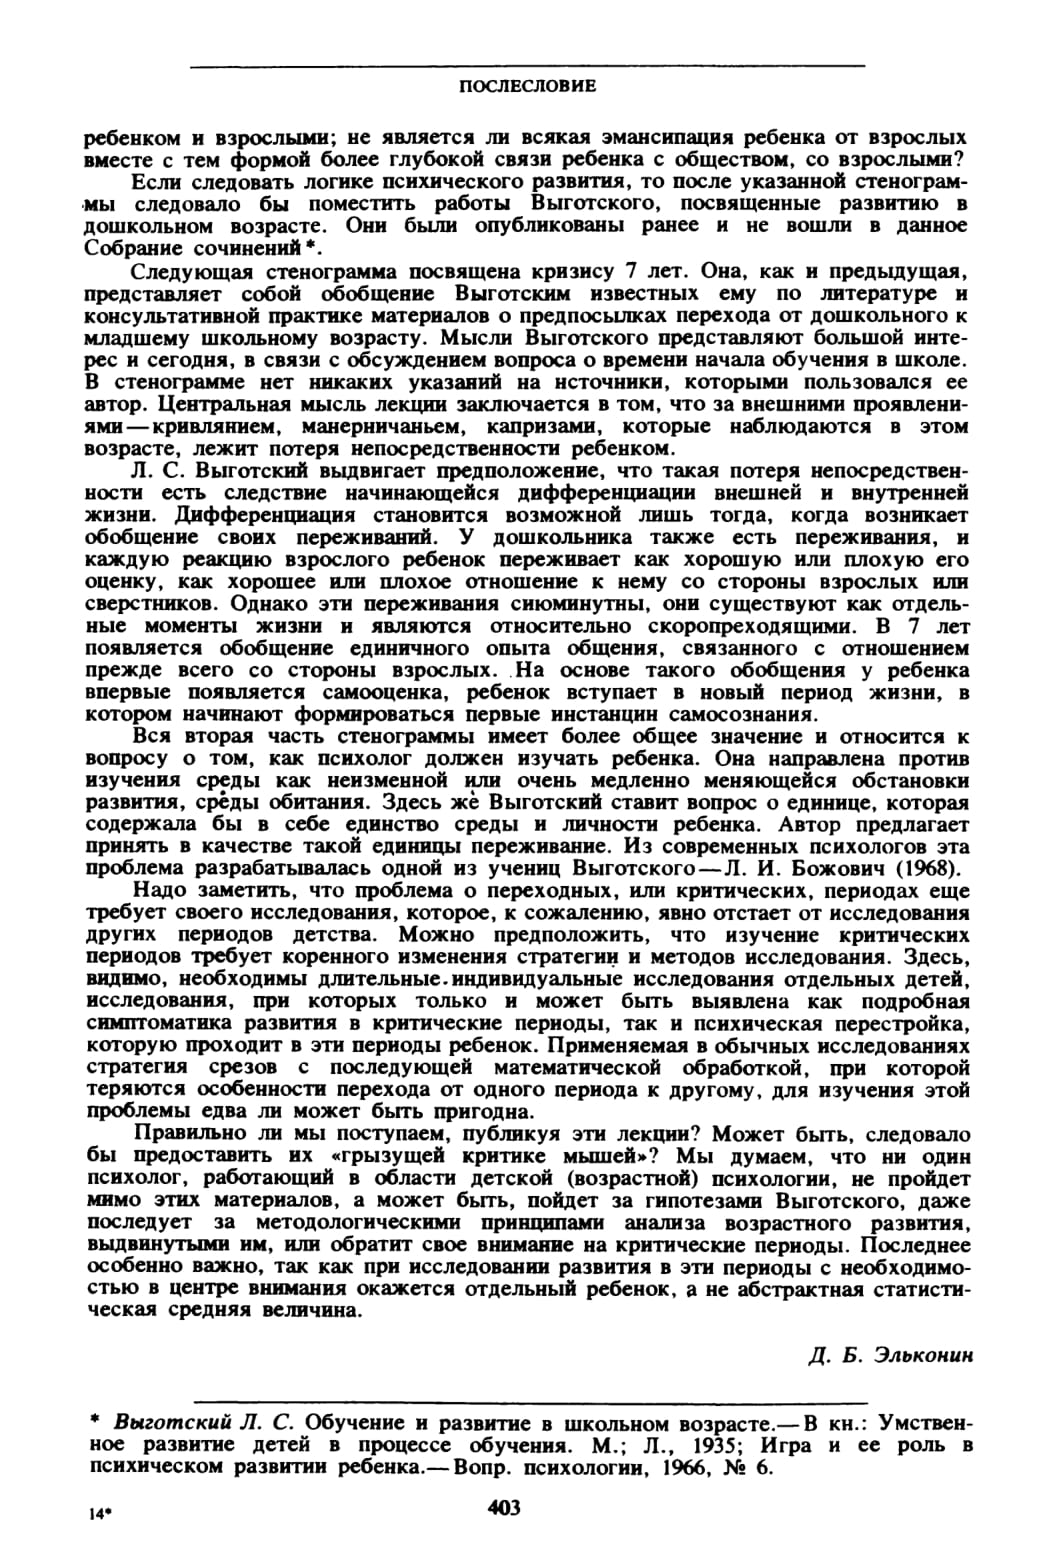 ПОСЛЕСЛОВИЕ
ребенком и взрослыми; не является ли всякая эмансипация ребенка от взрослых
вместе с тем формой более глубокой связи ребенка с обществом, со взрослыми?
Если следовать логике психического развития, то после указанной стенограм-
мы следовало бы поместить работы Выготского, посвященные развитию в
дошкольном возрасте. Они были опубликованы ранее и не вошли в данное
Собрание сочинений*.
Следующая стенограмма посвящена кризису 7 лет. Она, как и предыдущая,
представляет собой обобщение Выготским известных ему по литературе и
консультативной практике материалов о предпосылках перехода от дошкольного к
младшему школьному возрасту. Мысли Выготского представляют большой инте-
рес и сегодня, в связи с обсуждением вопроса о времени начала обучения в школе.
В стенограмме нет никаких указаний на источники, которыми пользовался ее
автор. Центральная мысль лекции заключается в том, что за внешними проявлени-
ями—кривлянием, манерничаньем, капризами, которые наблюдаются в этом
возрасте, лежит потеря непосредственности ребенком.
Л. С. Выготский выдвигает предположение, что такая потеря непосредствен-
ности есть следствие начинающейся дифференциации внешней и внутренней
жизни. Дифференциация становится возможной лишь тогда, когда возникает
обобщение своих переживаний. У дошкольника также есть переживания, и
каждую реакцию взрослого ребенок переживает как хорошую или плохую его
оценку, как хорошее или плохое отношение к нему со стороны взрослых или
сверстников. Однако эти переживания сиюминутны, они существуют как отдель-
ные моменты жизни и являются относительно скоропреходящими. В 7 лет
появляется обобщение единичного опыта общения, связанного с отношением
прежде всего со стороны взрослых. На основе такого обобщения у ребенка
впервые появляется самооценка, ребенок вступает в новый период жизни, в
котором начинают формироваться первые инстанции самосознания.
Вся вторая часть стенограммы имеет более общее значение и относится к
вопросу о том, как психолог должен изучать ребенка. Она направлена против
изучения среды как неизменной или очень медленно меняющейся обстановки
развития, среды обитания. Здесь же Выготский ставит вопрос о единице, которая
содержала бы в себе единство среды и личности ребенка. Автор предлагает
принять в качестве такой единицы переживание. Из современных психологов эта
проблема разрабатывалась одной из учениц Выготского—Л. И. Божович (1968).
Надо заметить, что проблема о переходных, или критических, периодах еще
требует своего исследования, которое, к сожалению, явно отстает от исследования
других периодов детства. Можно предположить, что изучение критических
периодов требует коренного изменения стратегии и методов исследования. Здесь,
видимо, необходимы длительные индивидуальные исследования отдельных детей,
исследования, при которых только и может быть выявлена как подробная
симптоматика развития в критические периоды, так и психическая перестройка,
которую проходит в эти периоды ребенок. Применяемая в обычных исследованиях
стратегия срезов с последующей математической обработкой, при которой
теряются особенности перехода от одного периода к другому, для изучения этой
проблемы едва ли может быть пригодна.
Правильно ли мы поступаем, публикуя эти лекции? Может быть, следовало
бы предоставить их «грызущей критике мышей»? Мы думаем, что ни один
психолог, работающий в области детской (возрастной) психологии, не пройдет
мимо этих материалов, а может быть, пойдет за гипотезами Выготского, даже
последует за методологическими принципами анализа возрастного развития,
выдвинутыми им, или обратит свое внимание на критические периоды. Последнее
особенно важно, так как при исследовании развития в эти периоды с необходимо-
стью в центре внимания окажется отдельный ребенок, а не абстрактная статисти-
ческая средняя величина.
Д. Б. Эльконин
* Выготский Л. С. Обучение и развитие в школьном возрасте.—В кн.: Умствен-
ное развитие детей в процессе обучения. М.; Л., 1935; Игра и ее роль в
психическом развитии ребенка.—Вопр. психологии, 1966, № 6.
14*
403